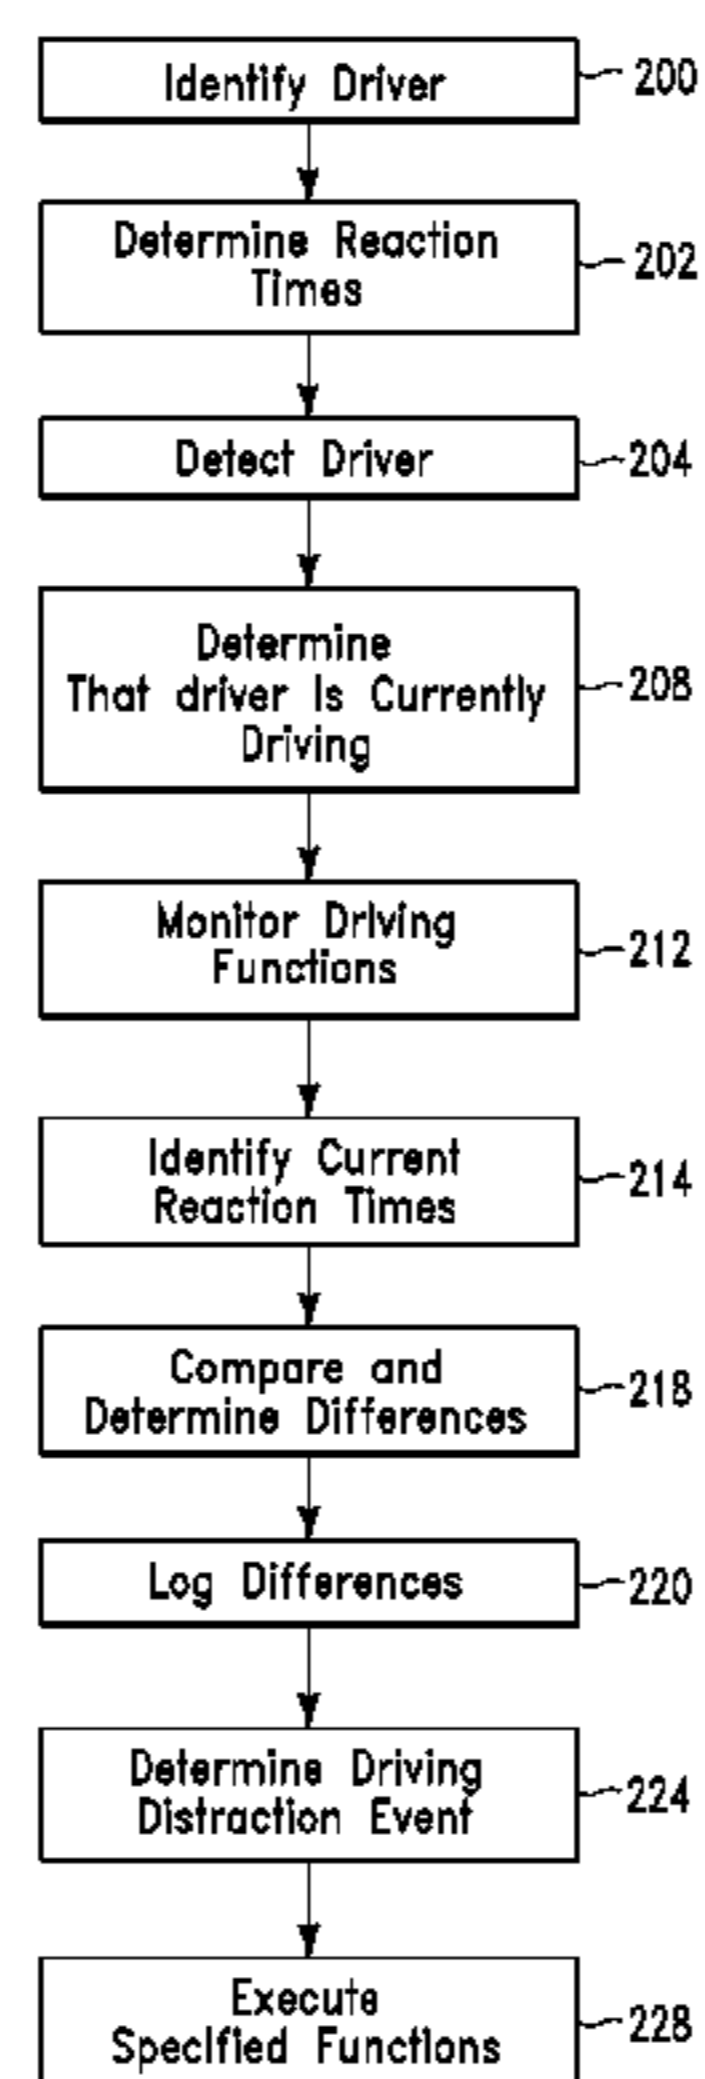 Identify Driver
200
Determine Reaction
Times
202
Detect Driver
204
Determine
That driver Is Currently
Driving
208
Monitor Driving
Functions
212
Identify Current
Reaction Times
214
Compare and
Determine Differences
218
Log Differences
220
Determine Driving
Distraction Event
224
Execute
Specified Functions
228